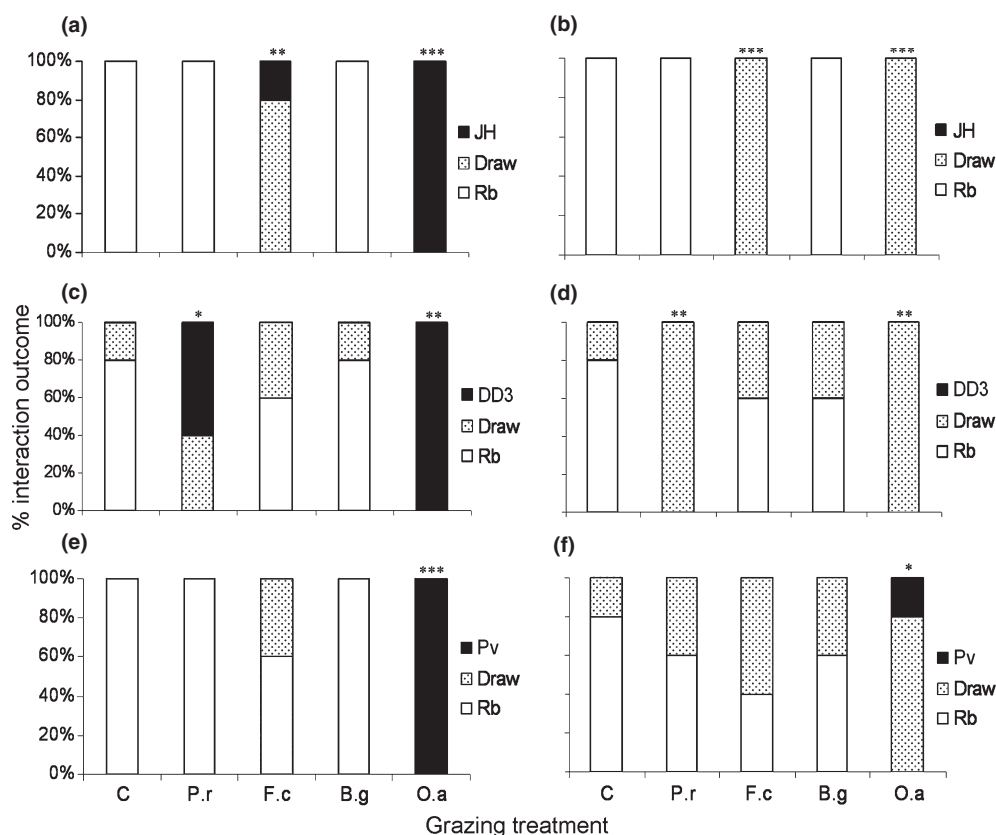 (a)
** ***
100%
80%
60%
40%
20%
0%
JH
Draw
Rb
(b)
*** ***
JH
Draw
Rb
% interaction outcome
(c)
* **
100%
80%
60%
40%
20%
0%
DD3
Draw
Rb
(d)
** **
DD3
Draw
Rb
(e)
***
100%
80%
60%
40%
20%
0%
Pv
Draw
Rb
C P.r F.c B.g O.a
(f)
*
Pv
Draw
Rb
C P.r F.c B.g O.a
Grazing treatment